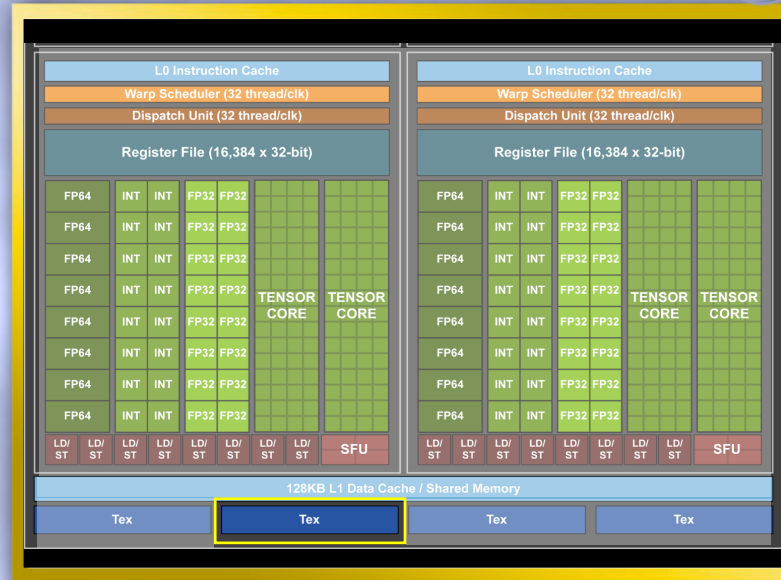 L0 Instruction Cache
Warp Scheduler (32 thread/clk)
Dispatch Unit (32 thread/clk)
Register File (16,384 x 32-bit)
FP64 INT INT FP32 FP32
FP64 INT INT FP32 FP32
FP64 INT INT FP32 FP32
FP64 INT INT FP32 FP32
TENSOR CORE
TENSOR CORE
FP64 INT INT FP32 FP32
FP64 INT INT FP32 FP32
FP64 INT INT FP32 FP32
FP64 INT INT FP32 FP32
LD/ LD/ LD/ LD/ LD/ LD/ LD/ LD/
ST ST ST ST ST ST ST ST
SFU
L0 Instruction Cache
Warp Scheduler (32 thread/clk)
Dispatch Unit (32 thread/clk)
Register File (16,384 x 32-bit)
FP64 INT INT FP32 FP32
FP64 INT INT FP32 FP32
FP64 INT INT FP32 FP32
FP64 INT INT FP32 FP32
TENSOR CORE
TENSOR CORE
FP64 INT INT FP32 FP32
FP64 INT INT FP32 FP32
FP64 INT INT FP32 FP32
FP64 INT INT FP32 FP32
LD/ LD/ LD/ LD/ LD/ LD/ LD/ LD/
ST ST ST ST ST ST ST ST
SFU
128KB L1 Data Cache / Shared Memory
Tex Tex Tex Tex